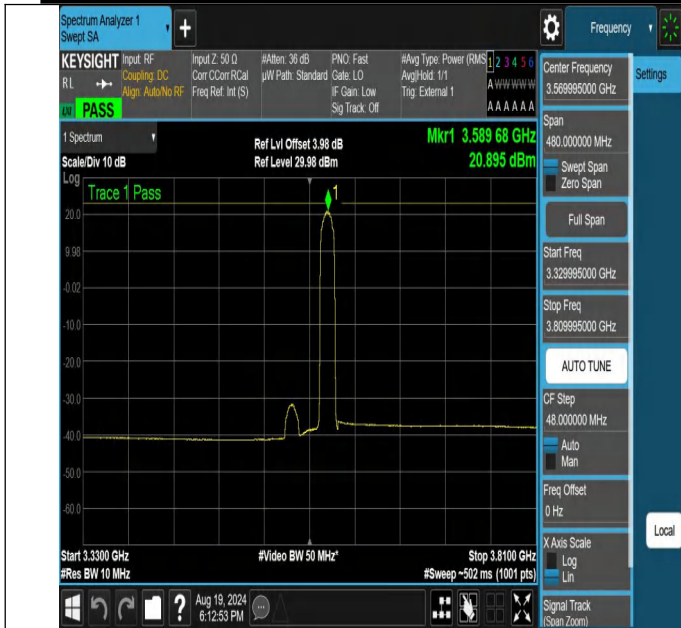 Spectrum Analyzer 1
Swept SA
+
Frequency
KEYSIGHT
RL
PASS
Input: RF
Coupling: DC
Align: Auto/No RF
Input Z: 50 Ω
Corr CCorr RCal
Freq Ref: Int (S)
#Atten: 36 dB
µW Path: Standard
PNO: Fast
Gate: LO
IF Gain: Low
Sig Track: Off
#Avg Type: Power (RMS
Avg|Hold: 1/1
Trig: External 1
1 2 3 4 5 6
A W W W W W
A A A A A A
1 Spectrum
Scale/Div 10 dB
Ref Lvl Offset 3.98 dB
Ref Level 29.98 dBm
Mkr1 3.589 68 GHz
20.895 dBm
Log
Trace 1 Pass
1
20.0
9.98
-0.02
-10.0
-20.0
-30.0
-40.0
-50.0
-60.0
Start 3.3300 GHz
#Res BW 10 MHz
#Video BW 50 MHz*
Stop 3.8100 GHz
#Sweep ~502 ms (1001 pts)
?
Aug 19, 2024
6:12:53 PM
Center Frequency
3.569995000 GHz
Settings
Span
480.000000 MHz
Swept Span
Zero Span
Full Span
Start Freq
3.329995000 GHz
Stop Freq
3.809995000 GHz
AUTO TUNE
CF Step
48.000000 MHz
Auto
Man
Freq Offset
0 Hz
Local
X Axis Scale
Log
Lin
Signal Track
(Span Zoom)